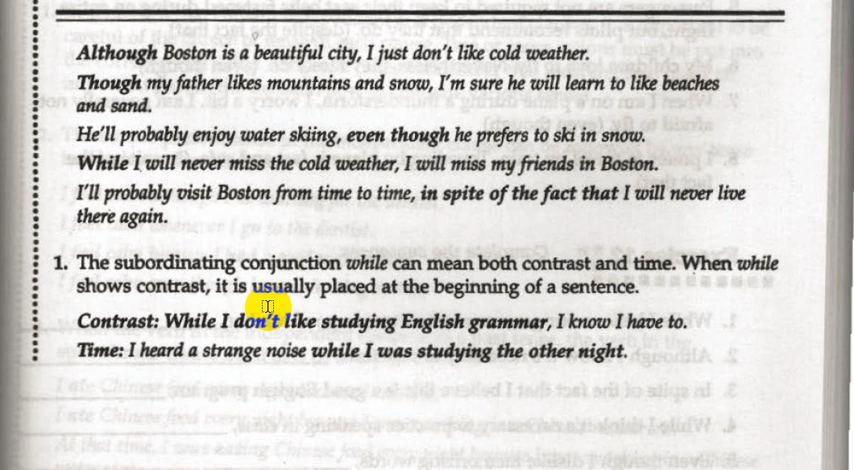 Although Boston is a beautiful city, I just don't like cold weather.
Though my father likes mountains and snow, I'm sure he will learn to like beaches
and sand.
He'll probably enjoy water skiing, even though he prefers to ski in snow.
While I will never miss the cold weather, I will miss my friends in Boston.
I'll probably visit Boston from time to time, in spite of the fact that I will never live
there again.
1. The subordinating conjunction while can mean both contrast and time. When while
shows contrast, it is usually placed at the beginning of a sentence.
Contrast: While I don't like studying English grammar, I know I have to.
Time: I heard a strange noise while I was studying the other night.